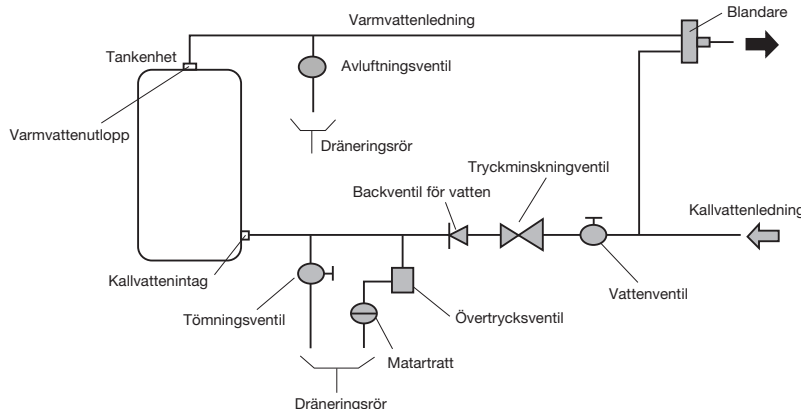 Varmvattenledning
Blandare
Tankenhet
Avluftningsventil
Varmvattenutlopp
Dräneringsrör
Tryckminskningventil
Backventil för vatten
Kallvattenledning
Kallvattenintag
Vattenventil
Tömningsventil
Övertrycksventil
Matartratt
Dräneringsrör